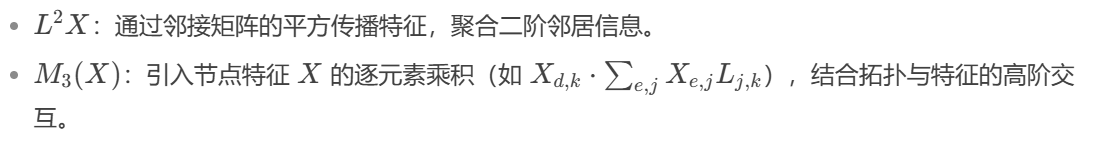 • L²X：通过邻接矩阵的平方传播特征，聚合二阶邻居信息。
• M₃(X)：引入节点特征 X 的逐元素乘积（如 X_{d,k} · ∑_{e,j} X_{e,j}L_{j,k}），结合拓扑与特征的高阶交
互。